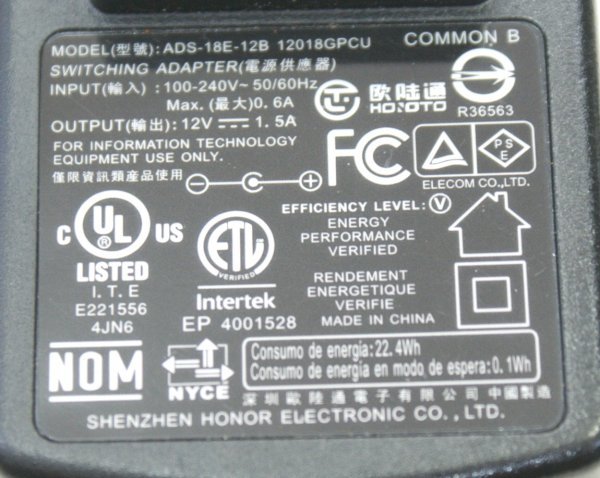 MODEL(型號): ADS-18E-12B 12018GPCU COMMON B
SWITCHING ADAPTER(電源供應器)
INPUT(輸入) : 100-240V~ 50/60Hz
Max. (最大)0.6A
歐陸通
HONOTO
R36563
OUTPUT(輸出): 12V⎓1.5A
FOR INFORMATION TECHNOLOGY
EQUIPMENT USE ONLY.
僅限資訊類產品使用
FC
PSE
ELECOM CO.,LTD.
EFFICIENCY LEVEL: V
ENERGY
PERFORMANCE
VERIFIED
C UL US
®
LISTED
I.T.E
E221556
4JN6
ETL
VERIFIED
Intertek
EP 4001528
RENDEMENT
ENERGETIQUE
VERIFIE
MADE IN CHINA
NOM
NYCE
Consumo de energia:22.4Wh
Consumo de energia en modo de espera:0.1Wh
深圳歐陸通電子有限公司 中國製造
SHENZHEN HONOR ELECTRONIC CO., LTD.